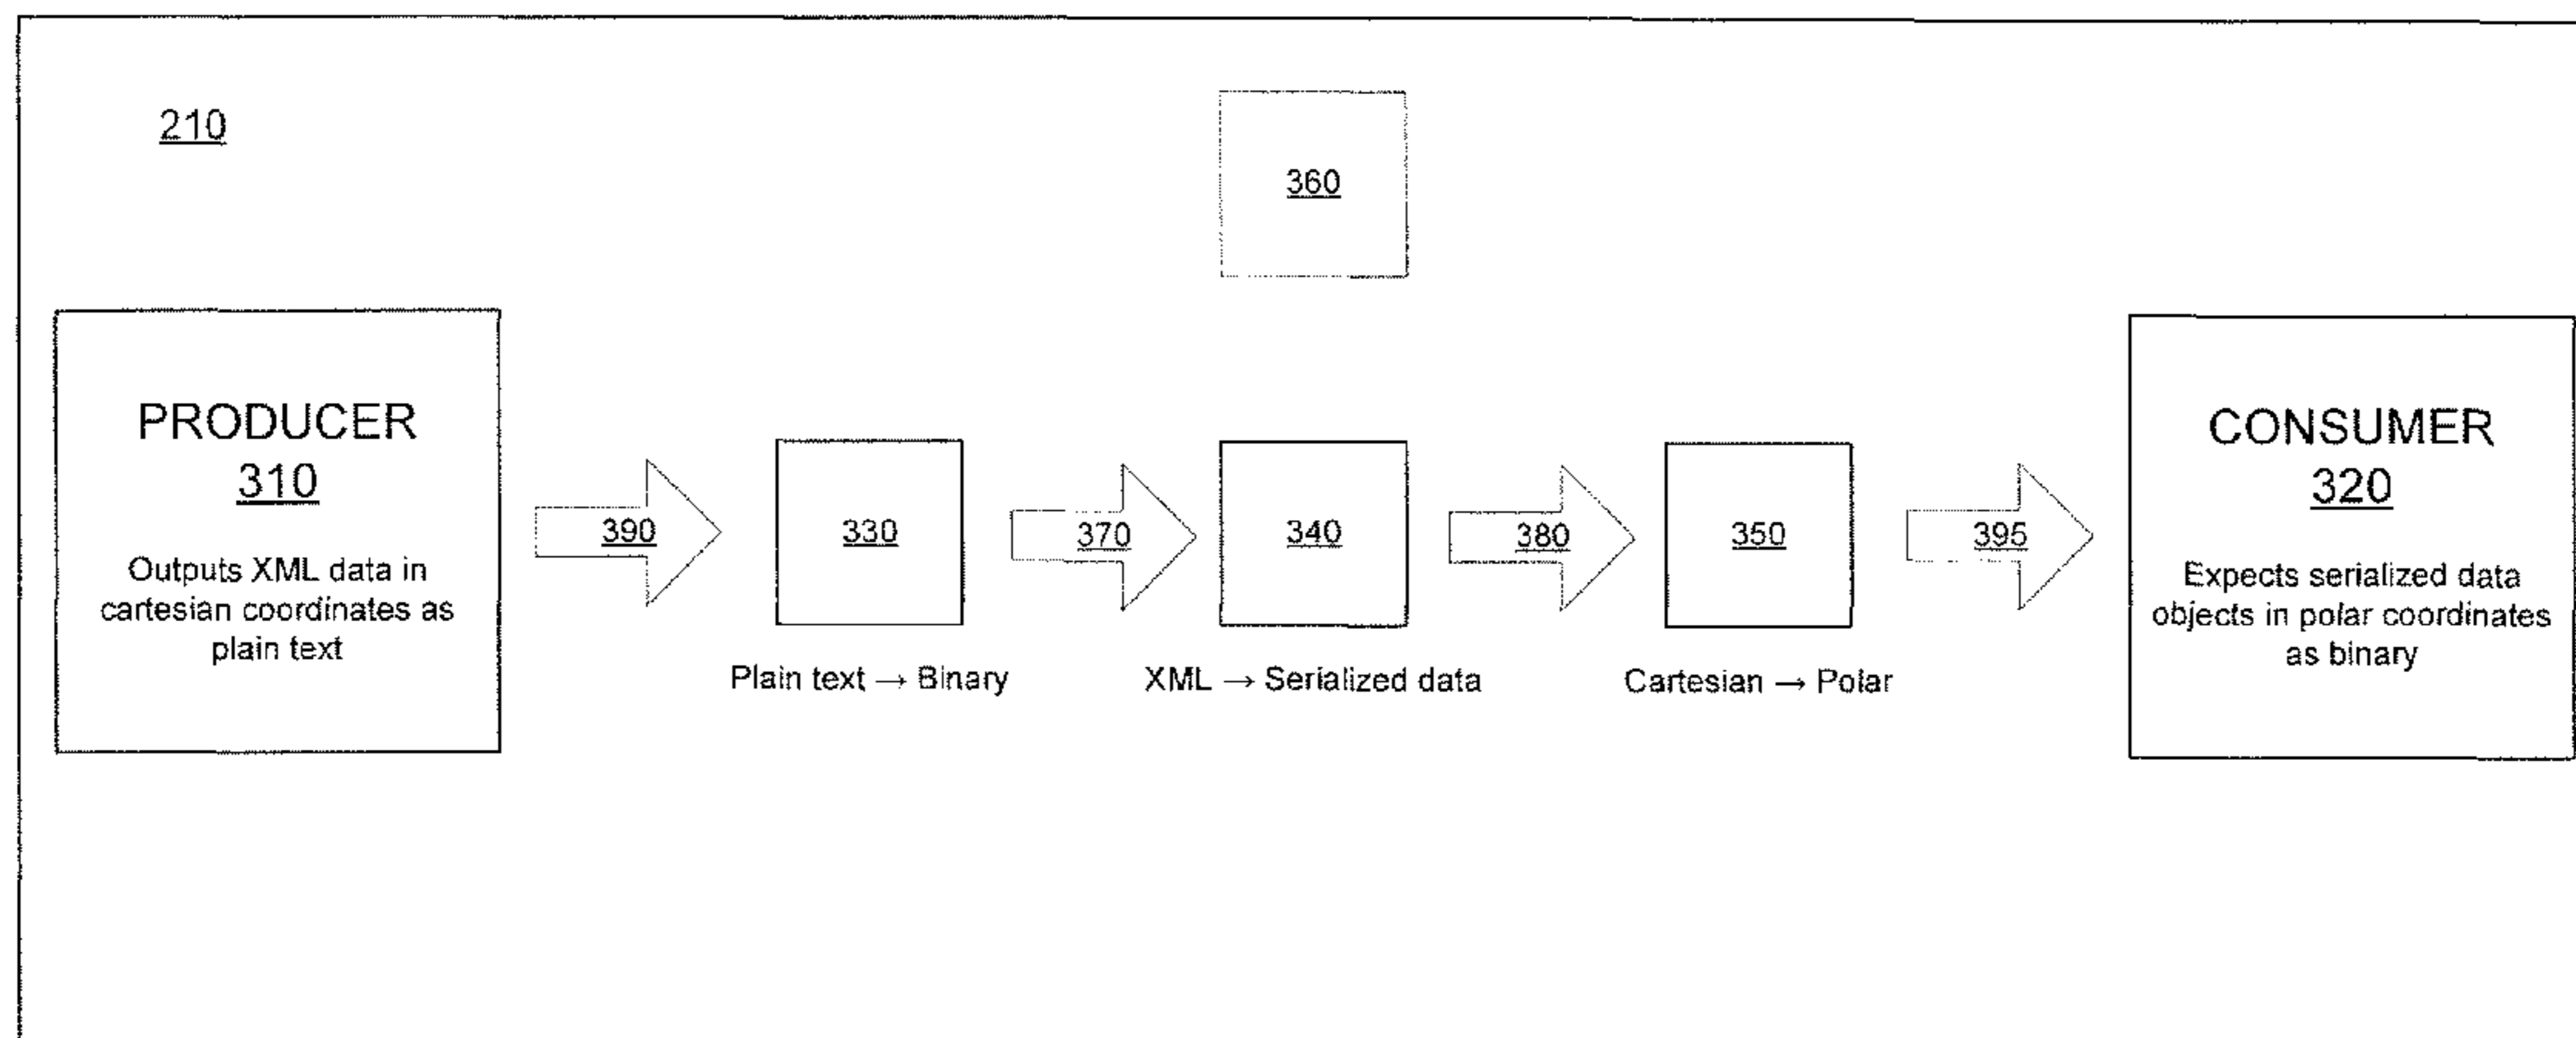 210
360
PRODUCER
310
Outputs XML data in
cartesian coordinates as
plain text
390
330
Plain text → Binary
370
340
XML → Serialized data
380
350
Cartesian → Polar
395
CONSUMER
320
Expects serialized data
objects in polar coordinates
as binary